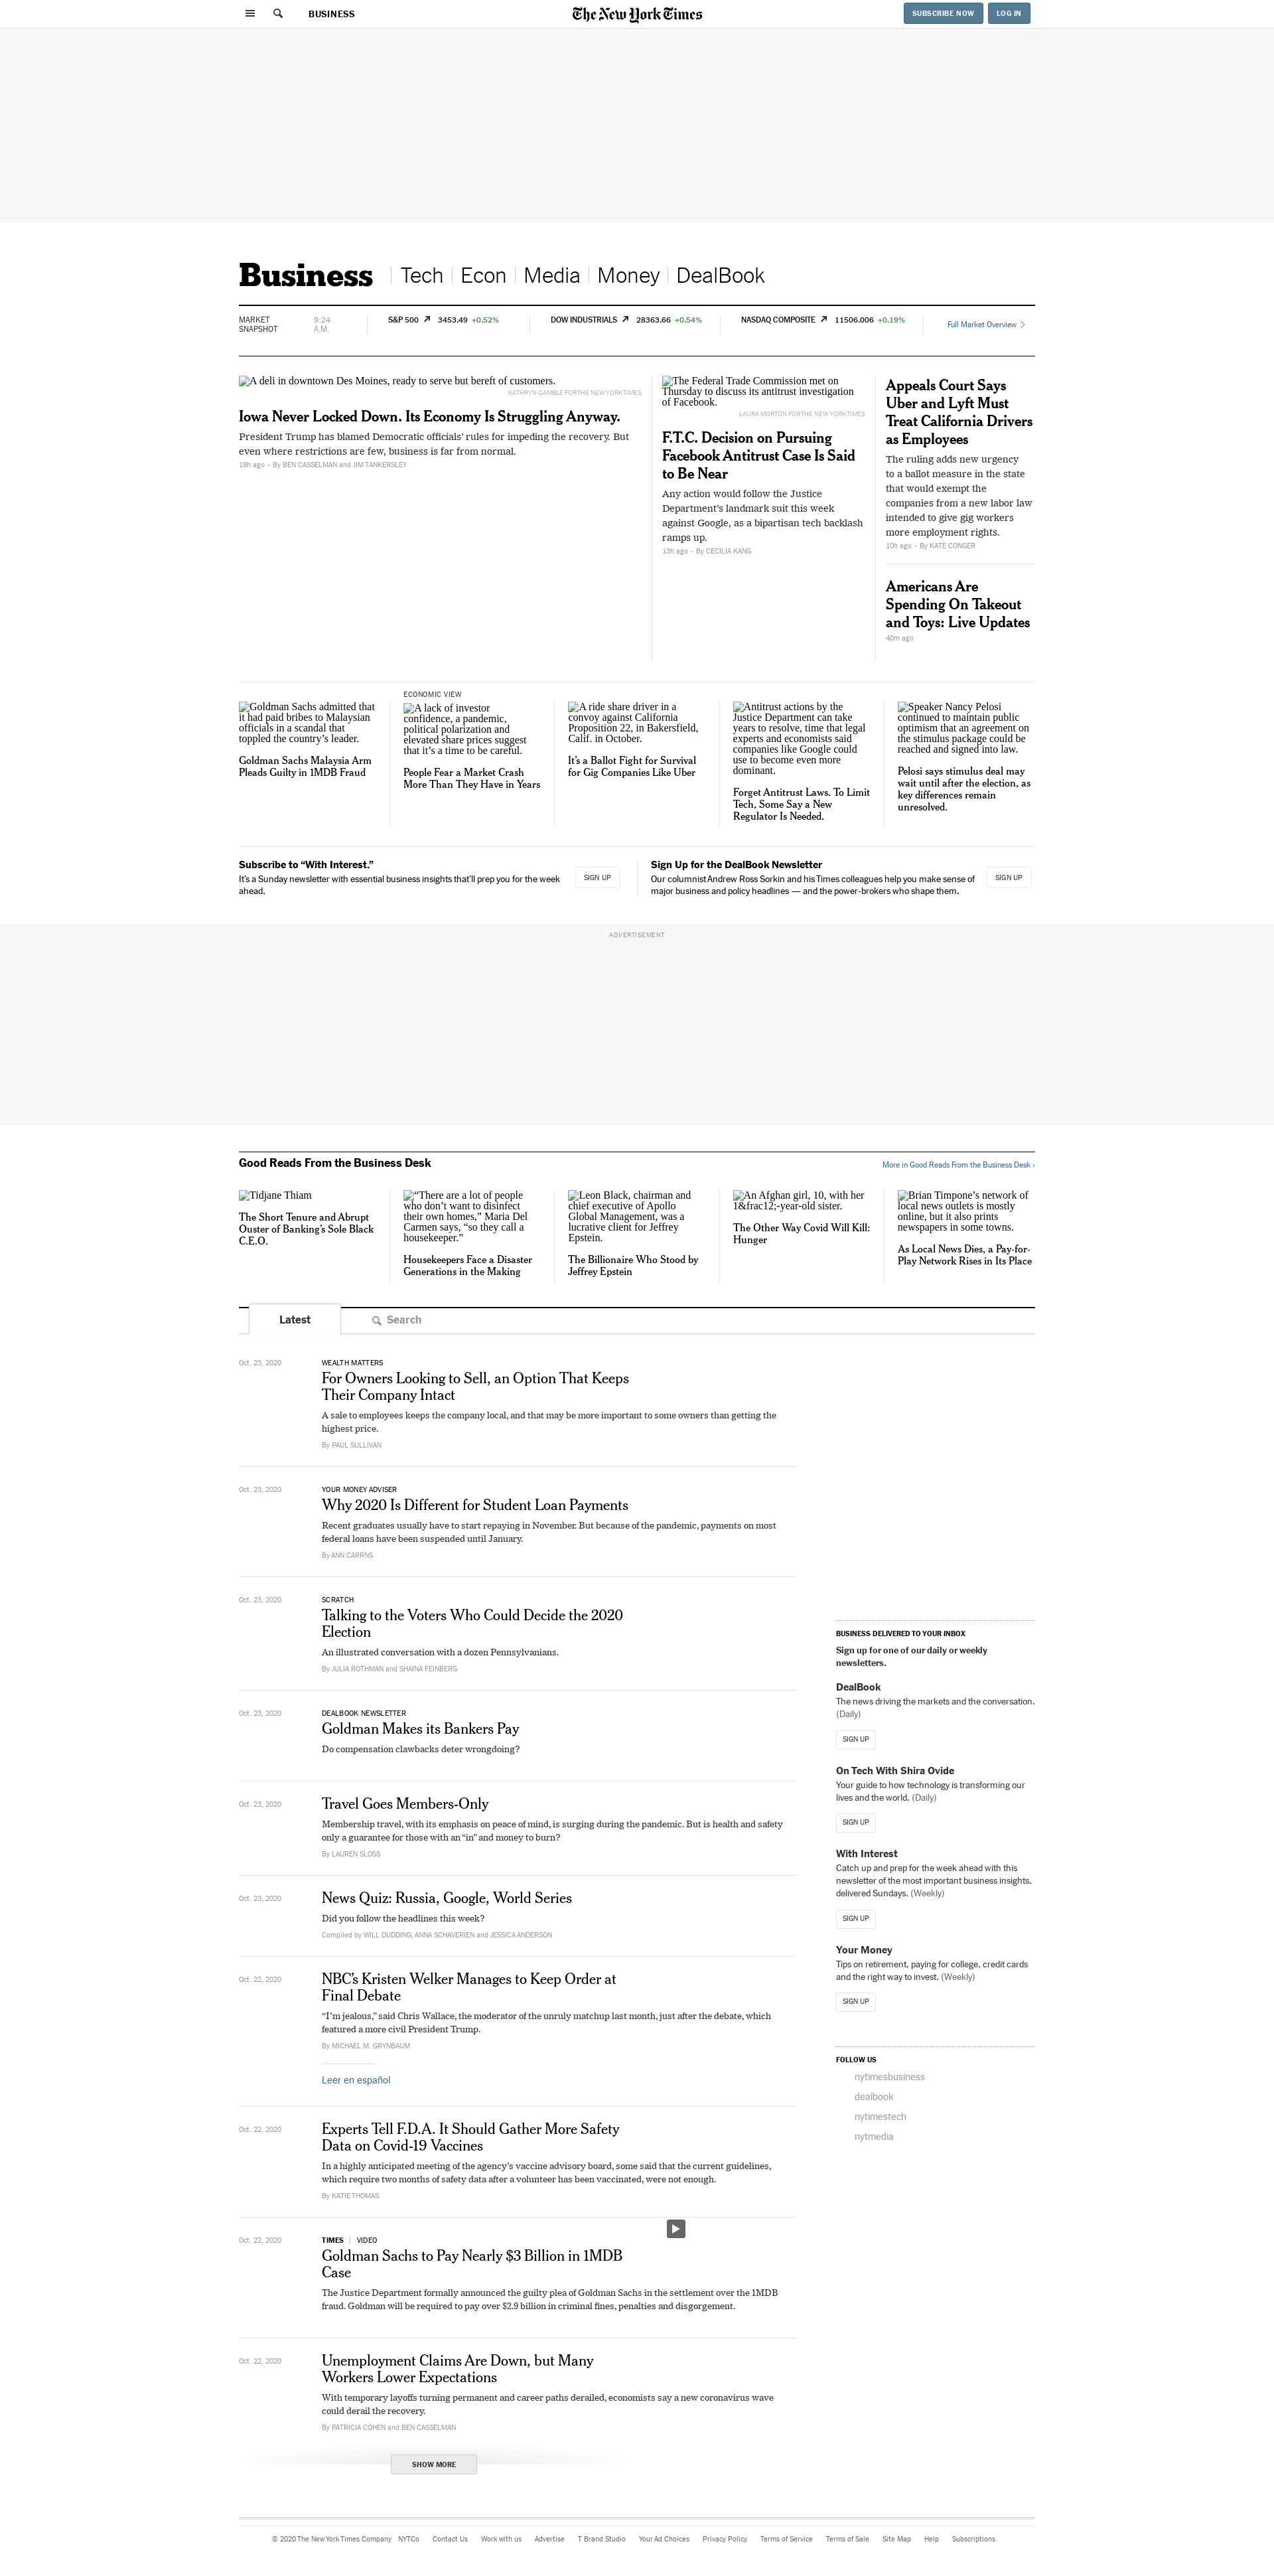 BUSINESS
The New York Times
SUBSCRIBE NOW
LOG IN
Business
Tech
Econ
Media
Money
DealBook
MARKET
SNAPSHOT
9:24
A.M.
S&P 500 3453.49 +0.52%
DOW INDUSTRIALS 28363.66 +0.54%
NASDAQ COMPOSITE 11506.006 +0.19%
Full Market Overview
A deli in downtown Des Moines, ready to serve but bereft of customers.
KATHRYN GAMBLE FOR THE NEW YORK TIMES
Iowa Never Locked Down. Its Economy Is Struggling Anyway.
President Trump has blamed Democratic officials’ rules for impeding the recovery. But
even where restrictions are few, business is far from normal.
18h ago - By BEN CASSELMAN and JIM TANKERSLEY
The Federal Trade Commission met on
Thursday to discuss its antitrust investigation
of Facebook.
LAURA MORTON FOR THE NEW YORK TIMES
F.T.C. Decision on Pursuing
Facebook Antitrust Case Is Said
to Be Near
Any action would follow the Justice
Department’s landmark suit this week
against Google, as a bipartisan tech backlash
ramps up.
13h ago - By CECILIA KANG
Appeals Court Says
Uber and Lyft Must
Treat California Drivers
as Employees
The ruling adds new urgency
to a ballot measure in the state
that would exempt the
companies from a new labor law
intended to give gig workers
more employment rights.
10h ago - By KATE CONGER
Americans Are
Spending On Takeout
and Toys: Live Updates
40m ago
Goldman Sachs admitted that
it had paid bribes to Malaysian
officials in a scandal that
toppled the country’s leader.
Goldman Sachs Malaysia Arm
Pleads Guilty in 1MDB Fraud
ECONOMIC VIEW
A lack of investor
confidence, a pandemic,
political polarization and
elevated share prices suggest
that it’s a time to be careful.
People Fear a Market Crash
More Than They Have in Years
A ride share driver in a
convoy against California
Proposition 22, in Bakersfield,
Calif. in October.
It’s a Ballot Fight for Survival
for Gig Companies Like Uber
Antitrust actions by the
Justice Department can take
years to resolve, time that legal
experts and economists said
companies like Google could
use to become even more
dominant.
Forget Antitrust Laws. To Limit
Tech, Some Say a New
Regulator Is Needed.
Speaker Nancy Pelosi
continued to maintain public
optimism that an agreement on
the stimulus package could be
reached and signed into law.
Pelosi says stimulus deal may
wait until after the election, as
key differences remain
unresolved.
Subscribe to “With Interest.”
It’s a Sunday newsletter with essential business insights that’ll prep you for the week
ahead.
SIGN UP
Sign Up for the DealBook Newsletter
Our columnist Andrew Ross Sorkin and his Times colleagues help you make sense of
major business and policy headlines — and the power-brokers who shape them.
SIGN UP
ADVERTISEMENT
Good Reads From the Business Desk
More in Good Reads From the Business Desk ›
Tidjane Thiam
The Short Tenure and Abrupt
Ouster of Banking’s Sole Black
C.E.O.
“There are a lot of people
who don’t want to disinfect
their own homes,” Maria Del
Carmen says, “so they call a
housekeeper.”
Housekeepers Face a Disaster
Generations in the Making
Leon Black, chairman and
chief executive of Apollo
Global Management, was a
lucrative client for Jeffrey
Epstein.
The Billionaire Who Stood by
Jeffrey Epstein
An Afghan girl, 10, with her
1&frac12;-year-old sister.
The Other Way Covid Will Kill:
Hunger
Brian Timpone’s network of
local news outlets is mostly
online, but it also prints
newspapers in some towns.
As Local News Dies, a Pay-for-
Play Network Rises in Its Place
Latest
Search
Oct. 23, 2020
WEALTH MATTERS
For Owners Looking to Sell, an Option That Keeps
Their Company Intact
A sale to employees keeps the company local, and that may be more important to some owners than getting the
highest price.
By PAUL SULLIVAN
Oct. 23, 2020
YOUR MONEY ADVISER
Why 2020 Is Different for Student Loan Payments
Recent graduates usually have to start repaying in November. But because of the pandemic, payments on most
federal loans have been suspended until January.
By ANN CARRNS
Oct. 23, 2020
SCRATCH
Talking to the Voters Who Could Decide the 2020
Election
An illustrated conversation with a dozen Pennsylvanians.
By JULIA ROTHMAN and SHAINA FEINBERG
Oct. 23, 2020
DEALBOOK NEWSLETTER
Goldman Makes its Bankers Pay
Do compensation clawbacks deter wrongdoing?
Oct. 23, 2020
Travel Goes Members-Only
Membership travel, with its emphasis on peace of mind, is surging during the pandemic. But is health and safety
only a guarantee for those with an “in” and money to burn?
By LAUREN SLOSS
Oct. 23, 2020
News Quiz: Russia, Google, World Series
Did you follow the headlines this week?
Compiled by WILL DUDDING, ANNA SCHAVERIEN and JESSICA ANDERSON
Oct. 22, 2020
NBC’s Kristen Welker Manages to Keep Order at
Final Debate
“I’m jealous,” said Chris Wallace, the moderator of the unruly matchup last month, just after the debate, which
featured a more civil President Trump.
By MICHAEL M. GRYNBAUM
Leer en español
Oct. 22, 2020
Experts Tell F.D.A. It Should Gather More Safety
Data on Covid-19 Vaccines
In a highly anticipated meeting of the agency’s vaccine advisory board, some said that the current guidelines,
which require two months of safety data after a volunteer has been vaccinated, were not enough.
By KATIE THOMAS
Oct. 22, 2020
TIMES | VIDEO
Goldman Sachs to Pay Nearly $3 Billion in 1MDB
Case
The Justice Department formally announced the guilty plea of Goldman Sachs in the settlement over the 1MDB
fraud. Goldman will be required to pay over $2.9 billion in criminal fines, penalties and disgorgement.
Oct. 22, 2020
Unemployment Claims Are Down, but Many
Workers Lower Expectations
With temporary layoffs turning permanent and career paths derailed, economists say a new coronavirus wave
could derail the recovery.
By PATRICIA COHEN and BEN CASSELMAN
SHOW MORE
BUSINESS DELIVERED TO YOUR INBOX
Sign up for one of our daily or weekly
newsletters.
DealBook
The news driving the markets and the conversation.
(Daily)
SIGN UP
On Tech With Shira Ovide
Your guide to how technology is transforming our
lives and the world. (Daily)
SIGN UP
With Interest
Catch up and prep for the week ahead with this
newsletter of the most important business insights,
delivered Sundays. (Weekly)
SIGN UP
Your Money
Tips on retirement, paying for college, credit cards
and the right way to invest. (Weekly)
SIGN UP
FOLLOW US
nytimesbusiness
dealbook
nytimestech
nytmedia
© 2020 The New York Times Company NYTCo Contact Us Work with us Advertise T Brand Studio Your Ad Choices Privacy Policy Terms of Service Terms of Sale Site Map Help Subscriptions